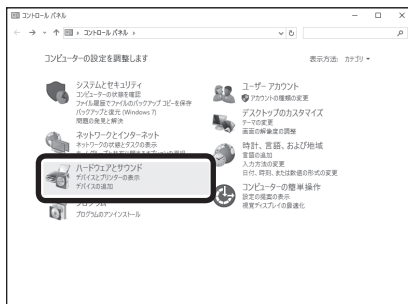 コントロール パネル
コントロール パネル
コンピューターの設定を調整します
表示方法: カテゴリ
システムとセキュリティ
コンピューターの状態を確認
ファイル履歴でファイルのバックアップ コピーを保存
バックアップと復元 (Windows 7)
問題の発見と解決
ネットワークとインターネット
ネットワークの状態とタスクの表示
ハードウェアとサウンド
デバイスとプリンターの表示
デバイスの追加
プログラム
プログラムのアンインストール
ユーザー アカウント
アカウントの種類の変更
デスクトップのカスタマイズ
テーマの変更
画面の解像度の調整
時計、言語、および地域
言語の追加
入力方法の変更
日付、時刻、または数値の形式の変更
コンピューターの簡単操作
設定の提案の表示
視覚ディスプレイの最適化